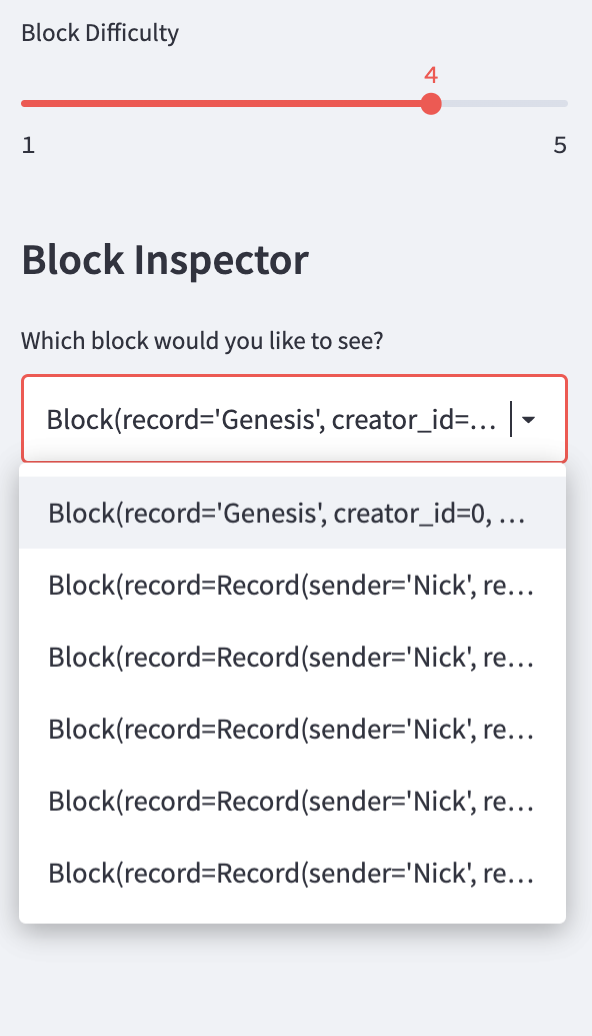 Block Difficulty
4
1 5
Block Inspector
Which block would you like to see?
Block(record='Genesis', creator_id=...
Block(record='Genesis', creator_id=0, ...
Block(record=Record(sender='Nick', re...
Block(record=Record(sender='Nick', re...
Block(record=Record(sender='Nick', re...
Block(record=Record(sender='Nick', re...
Block(record=Record(sender='Nick', re...